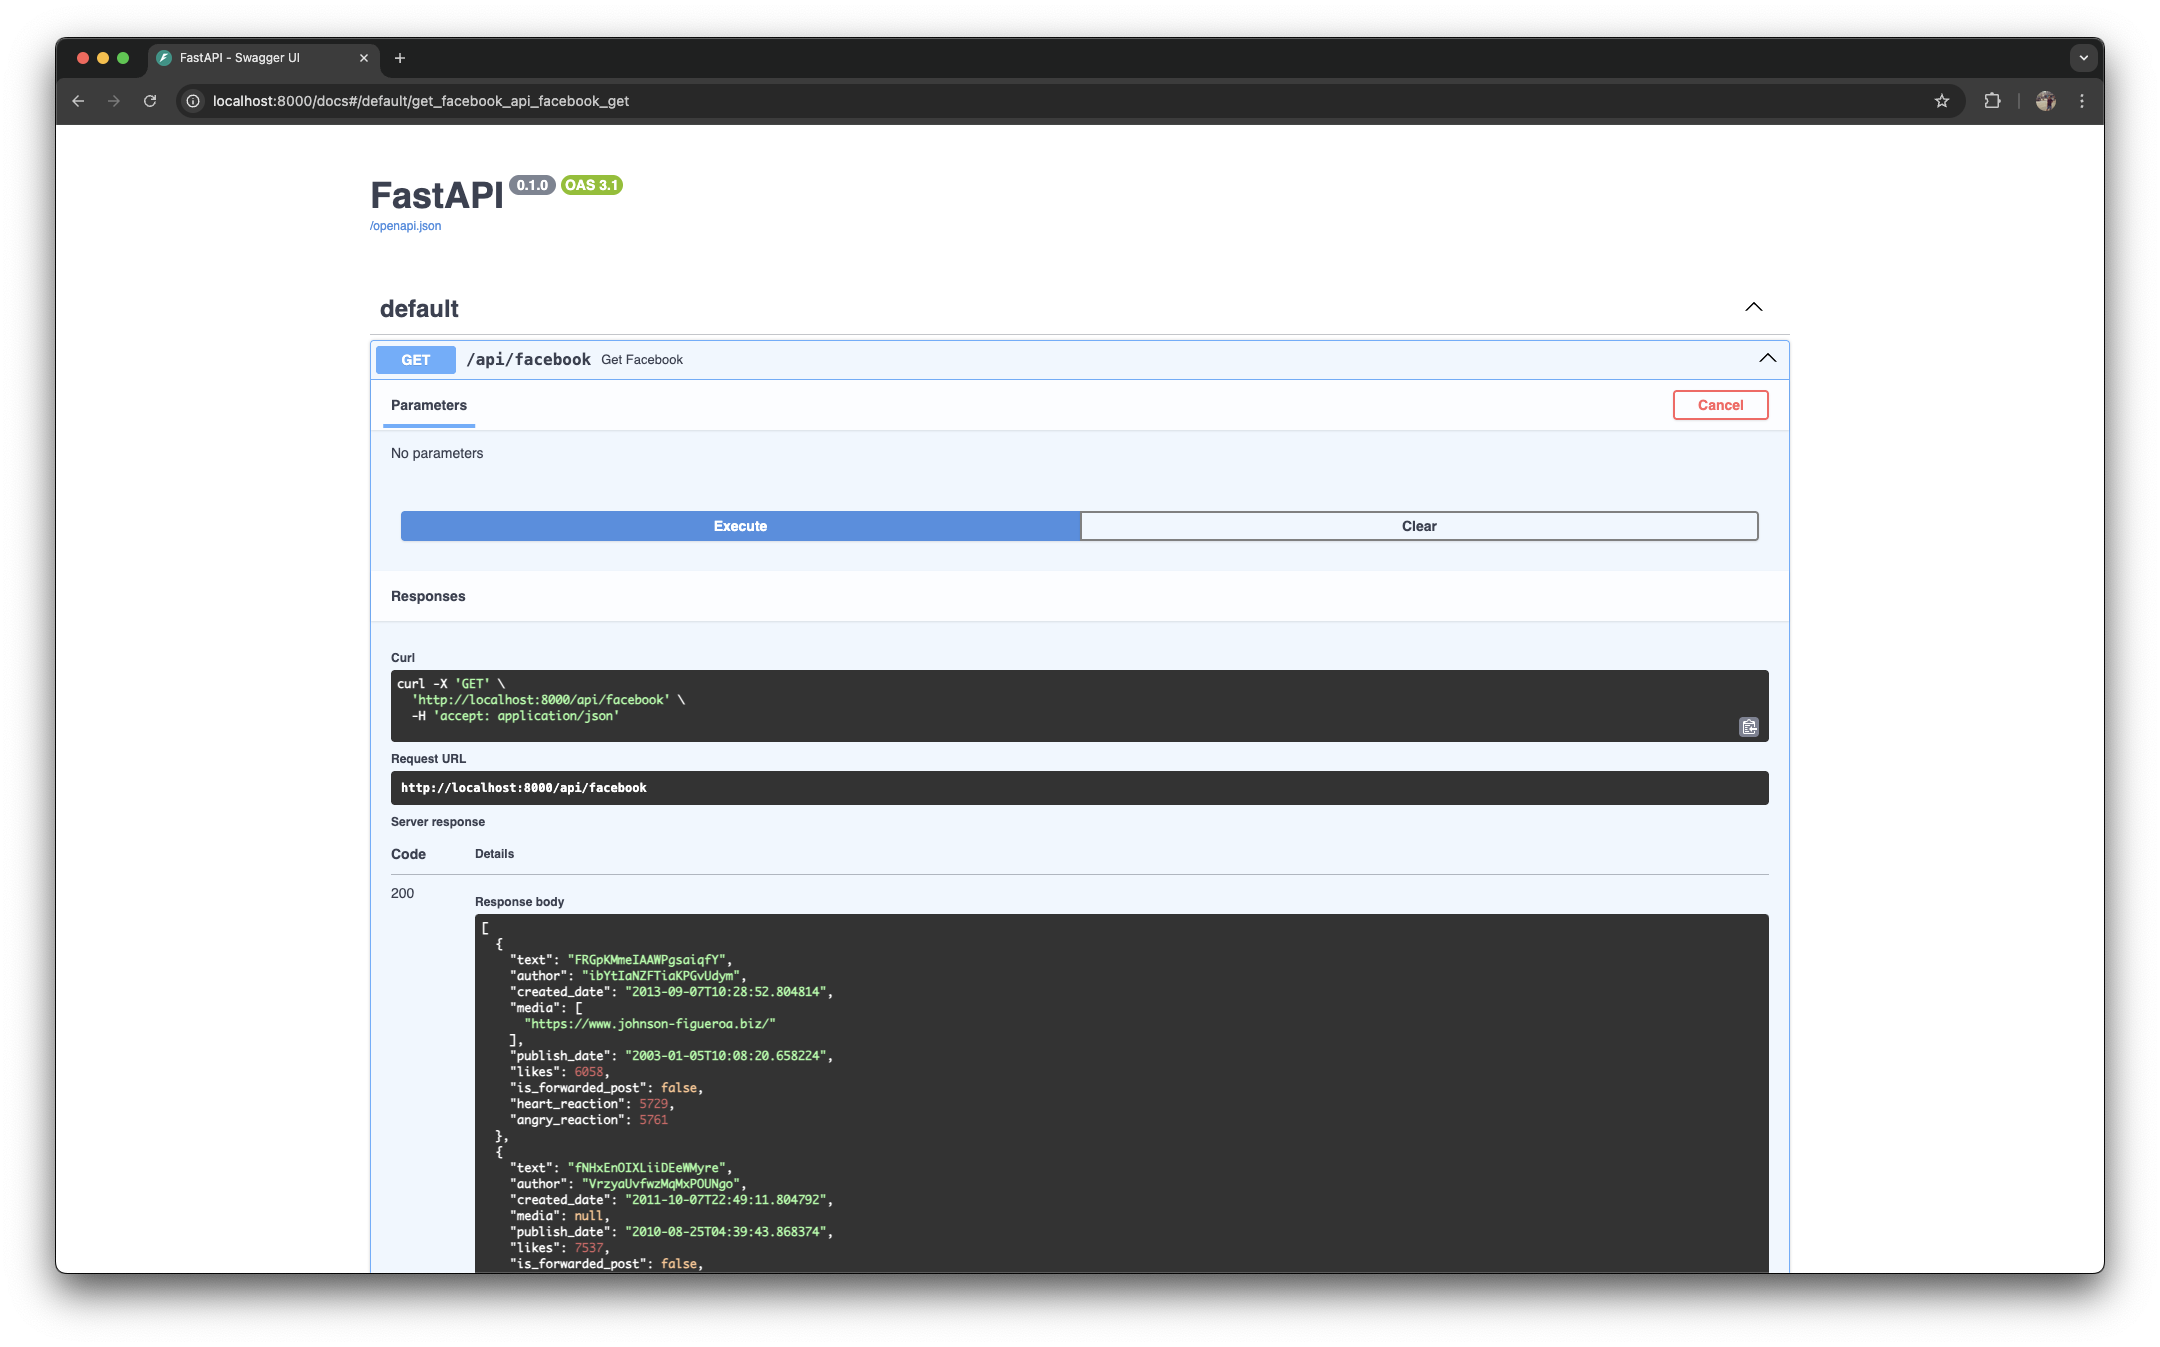 FastAPI - Swagger UI
localhost:8000/docs#/default/get_facebook_api_facebook_get
FastAPI 0.1.0 OAS 3.1
/openapi.json
default
GET /api/facebook Get Facebook
Parameters Cancel
No parameters
Execute Clear
Responses
Curl
curl -X 'GET' \
'http://localhost:8000/api/facebook' \
-H 'accept: application/json'
Request URL
http://localhost:8000/api/facebook
Server response
Code Details
200
Response body
[
{
"text": "FRGpKMmeIAAWPgsaiqfY",
"author": "ibYtIaNZFTiaKPGvUdym",
"created_date": "2013-09-07T10:28:52.804814",
"media": [
"https://www.johnson-figueroa.biz/"
],
"publish_date": "2003-01-05T10:08:20.658224",
"likes": 6058,
"is_forwarded_post": false,
"heart_reaction": 5729,
"angry_reaction": 5761
},
{
"text": "fNHxEnOIXLiiDEeWMyre",
"author": "VrzyaUvfwzMqMxPOUNgo",
"created_date": "2011-10-07T22:49:11.804792",
"media": null,
"publish_date": "2010-08-25T04:39:43.868374",
"likes": 7537,
"is_forwarded_post": false,